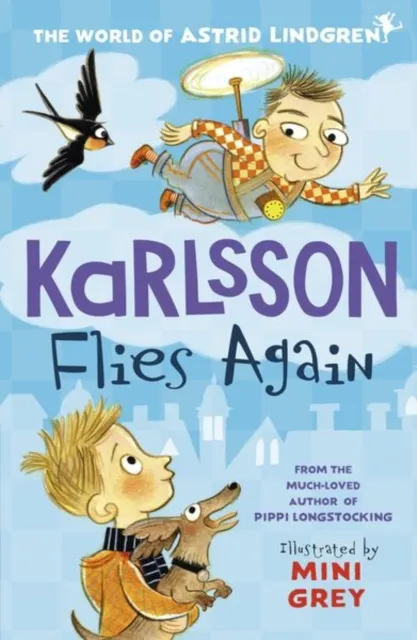 THE WORLD OF ASTRID LINDGREN
KaRLsSON
Flies Again
FROM THE
MUCH-LOVED
AUTHOR OF
PIPPI LONGSTOCKING
Illustrated by
MINI
GREY